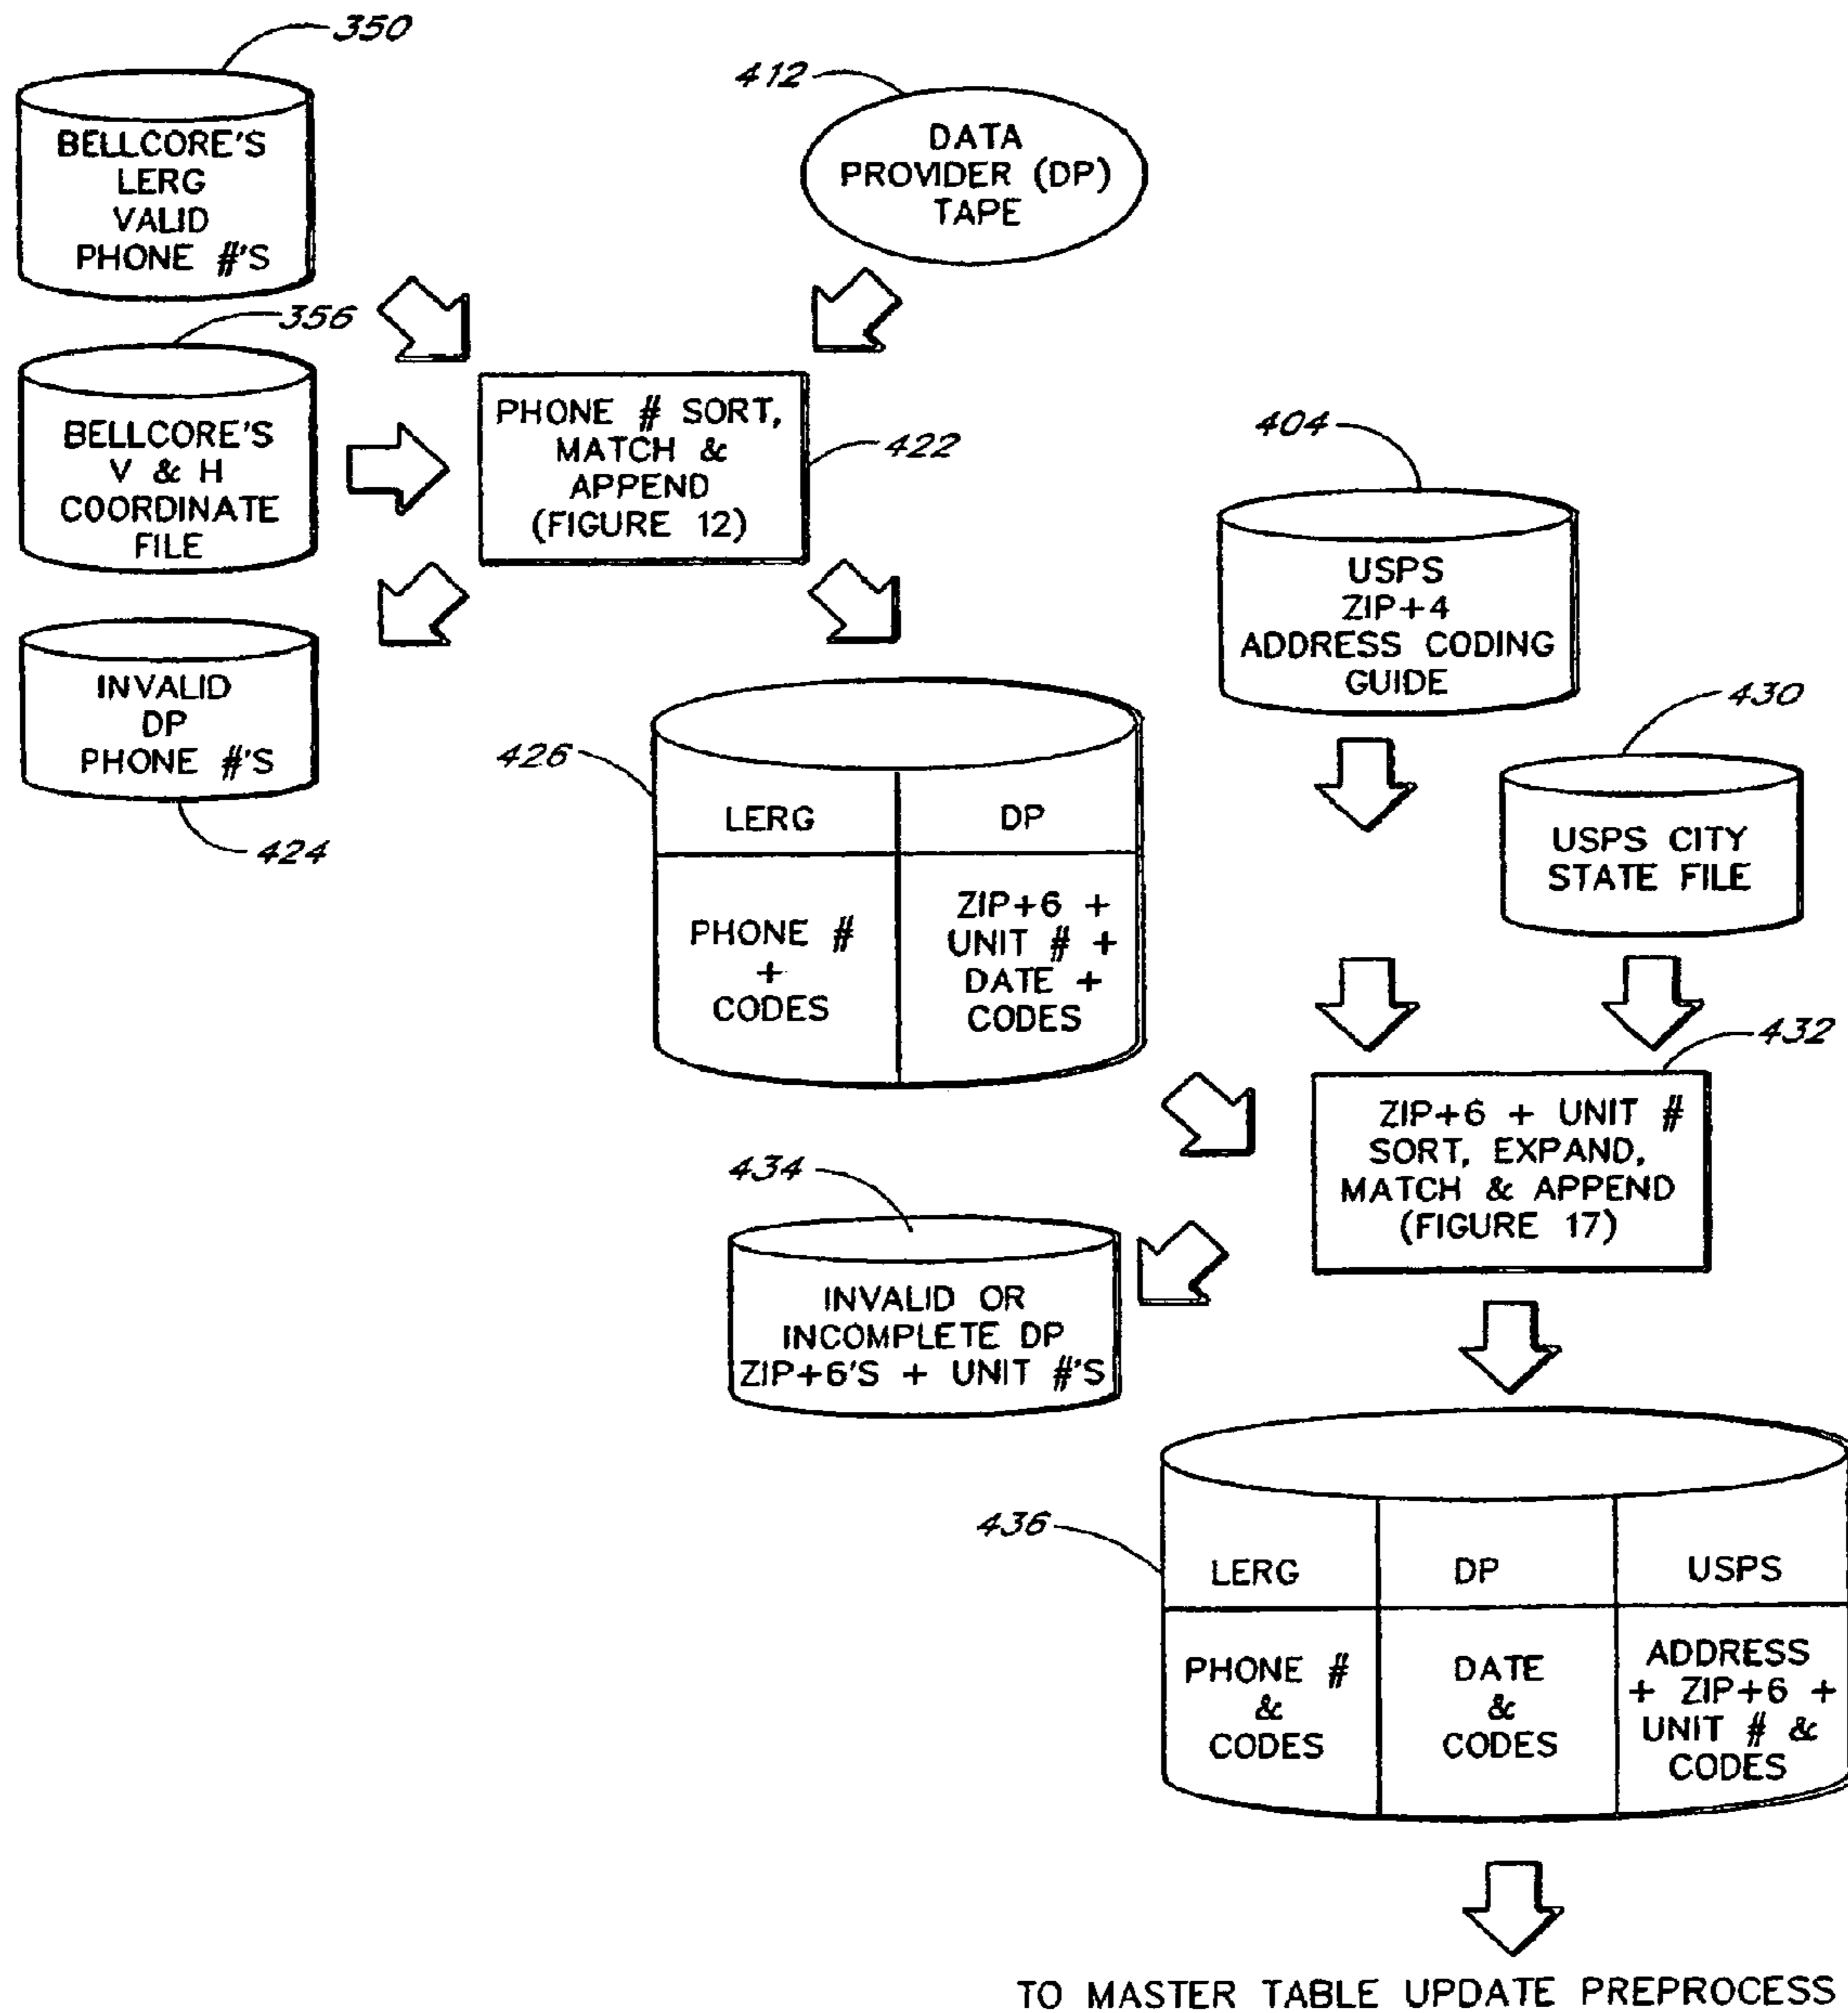 350
BELLCORE'S
LERG
VALID
PHONE #'S
412
DATA
PROVIDER (DP)
TAPE
356
BELLCORE'S
V & H
COORDINATE
FILE
PHONE # SORT,
MATCH &
APPEND
(FIGURE 12)
422
INVALID
DP
PHONE #'S
424
404
USPS
ZIP+4
ADDRESS CODING
GUIDE
430
USPS CITY
STATE FILE
426
LERG
DP
PHONE #
+
CODES
ZIP+6 +
UNIT # +
DATE +
CODES
432
ZIP+6 + UNIT #
SORT, EXPAND,
MATCH & APPEND
(FIGURE 17)
434
INVALID OR
INCOMPLETE DP
ZIP+6'S + UNIT #'S
436
LERG
DP
USPS
PHONE #
&
CODES
DATE
&
CODES
ADDRESS
+ ZIP+6 +
UNIT # &
CODES
TO MASTER TABLE UPDATE PREPROCESS